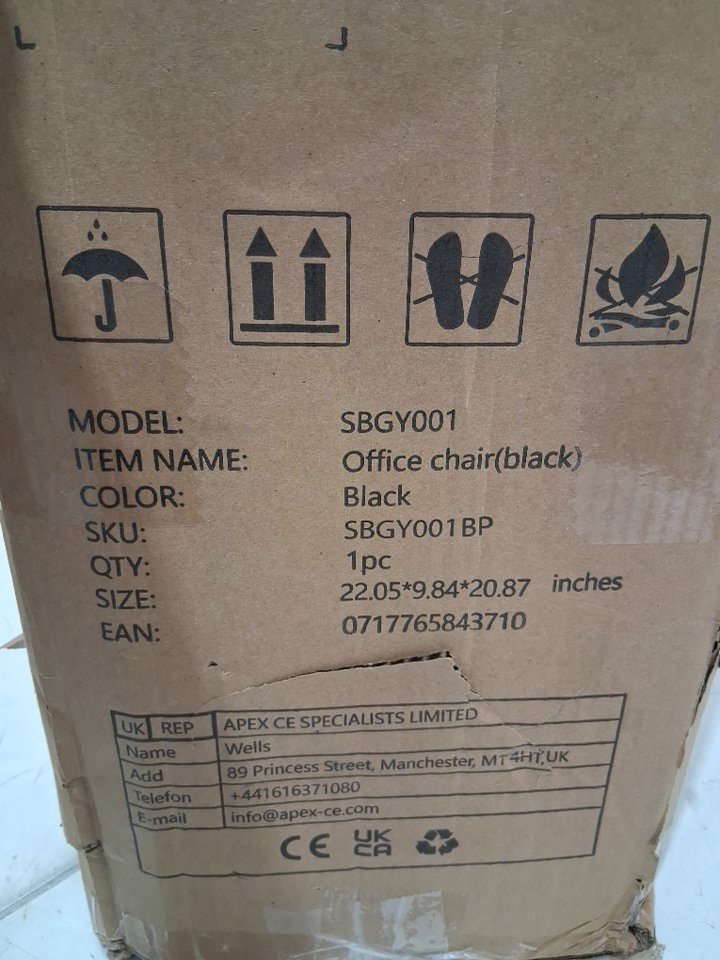 MODEL: SBGY001
ITEM NAME: Office chair(black)
COLOR: Black
SKU: SBGY001BP
QTY: 1pc
SIZE: 22.05*9.84*20.87 inches
EAN: 0717765843710
UK REP APEX CE SPECIALISTS LIMITED
Name Wells
Add 89 Princess Street, Manchester, MT4HT,UK
Telefon +441616371080
E-mail info@apex-ce.com
CE UK CA